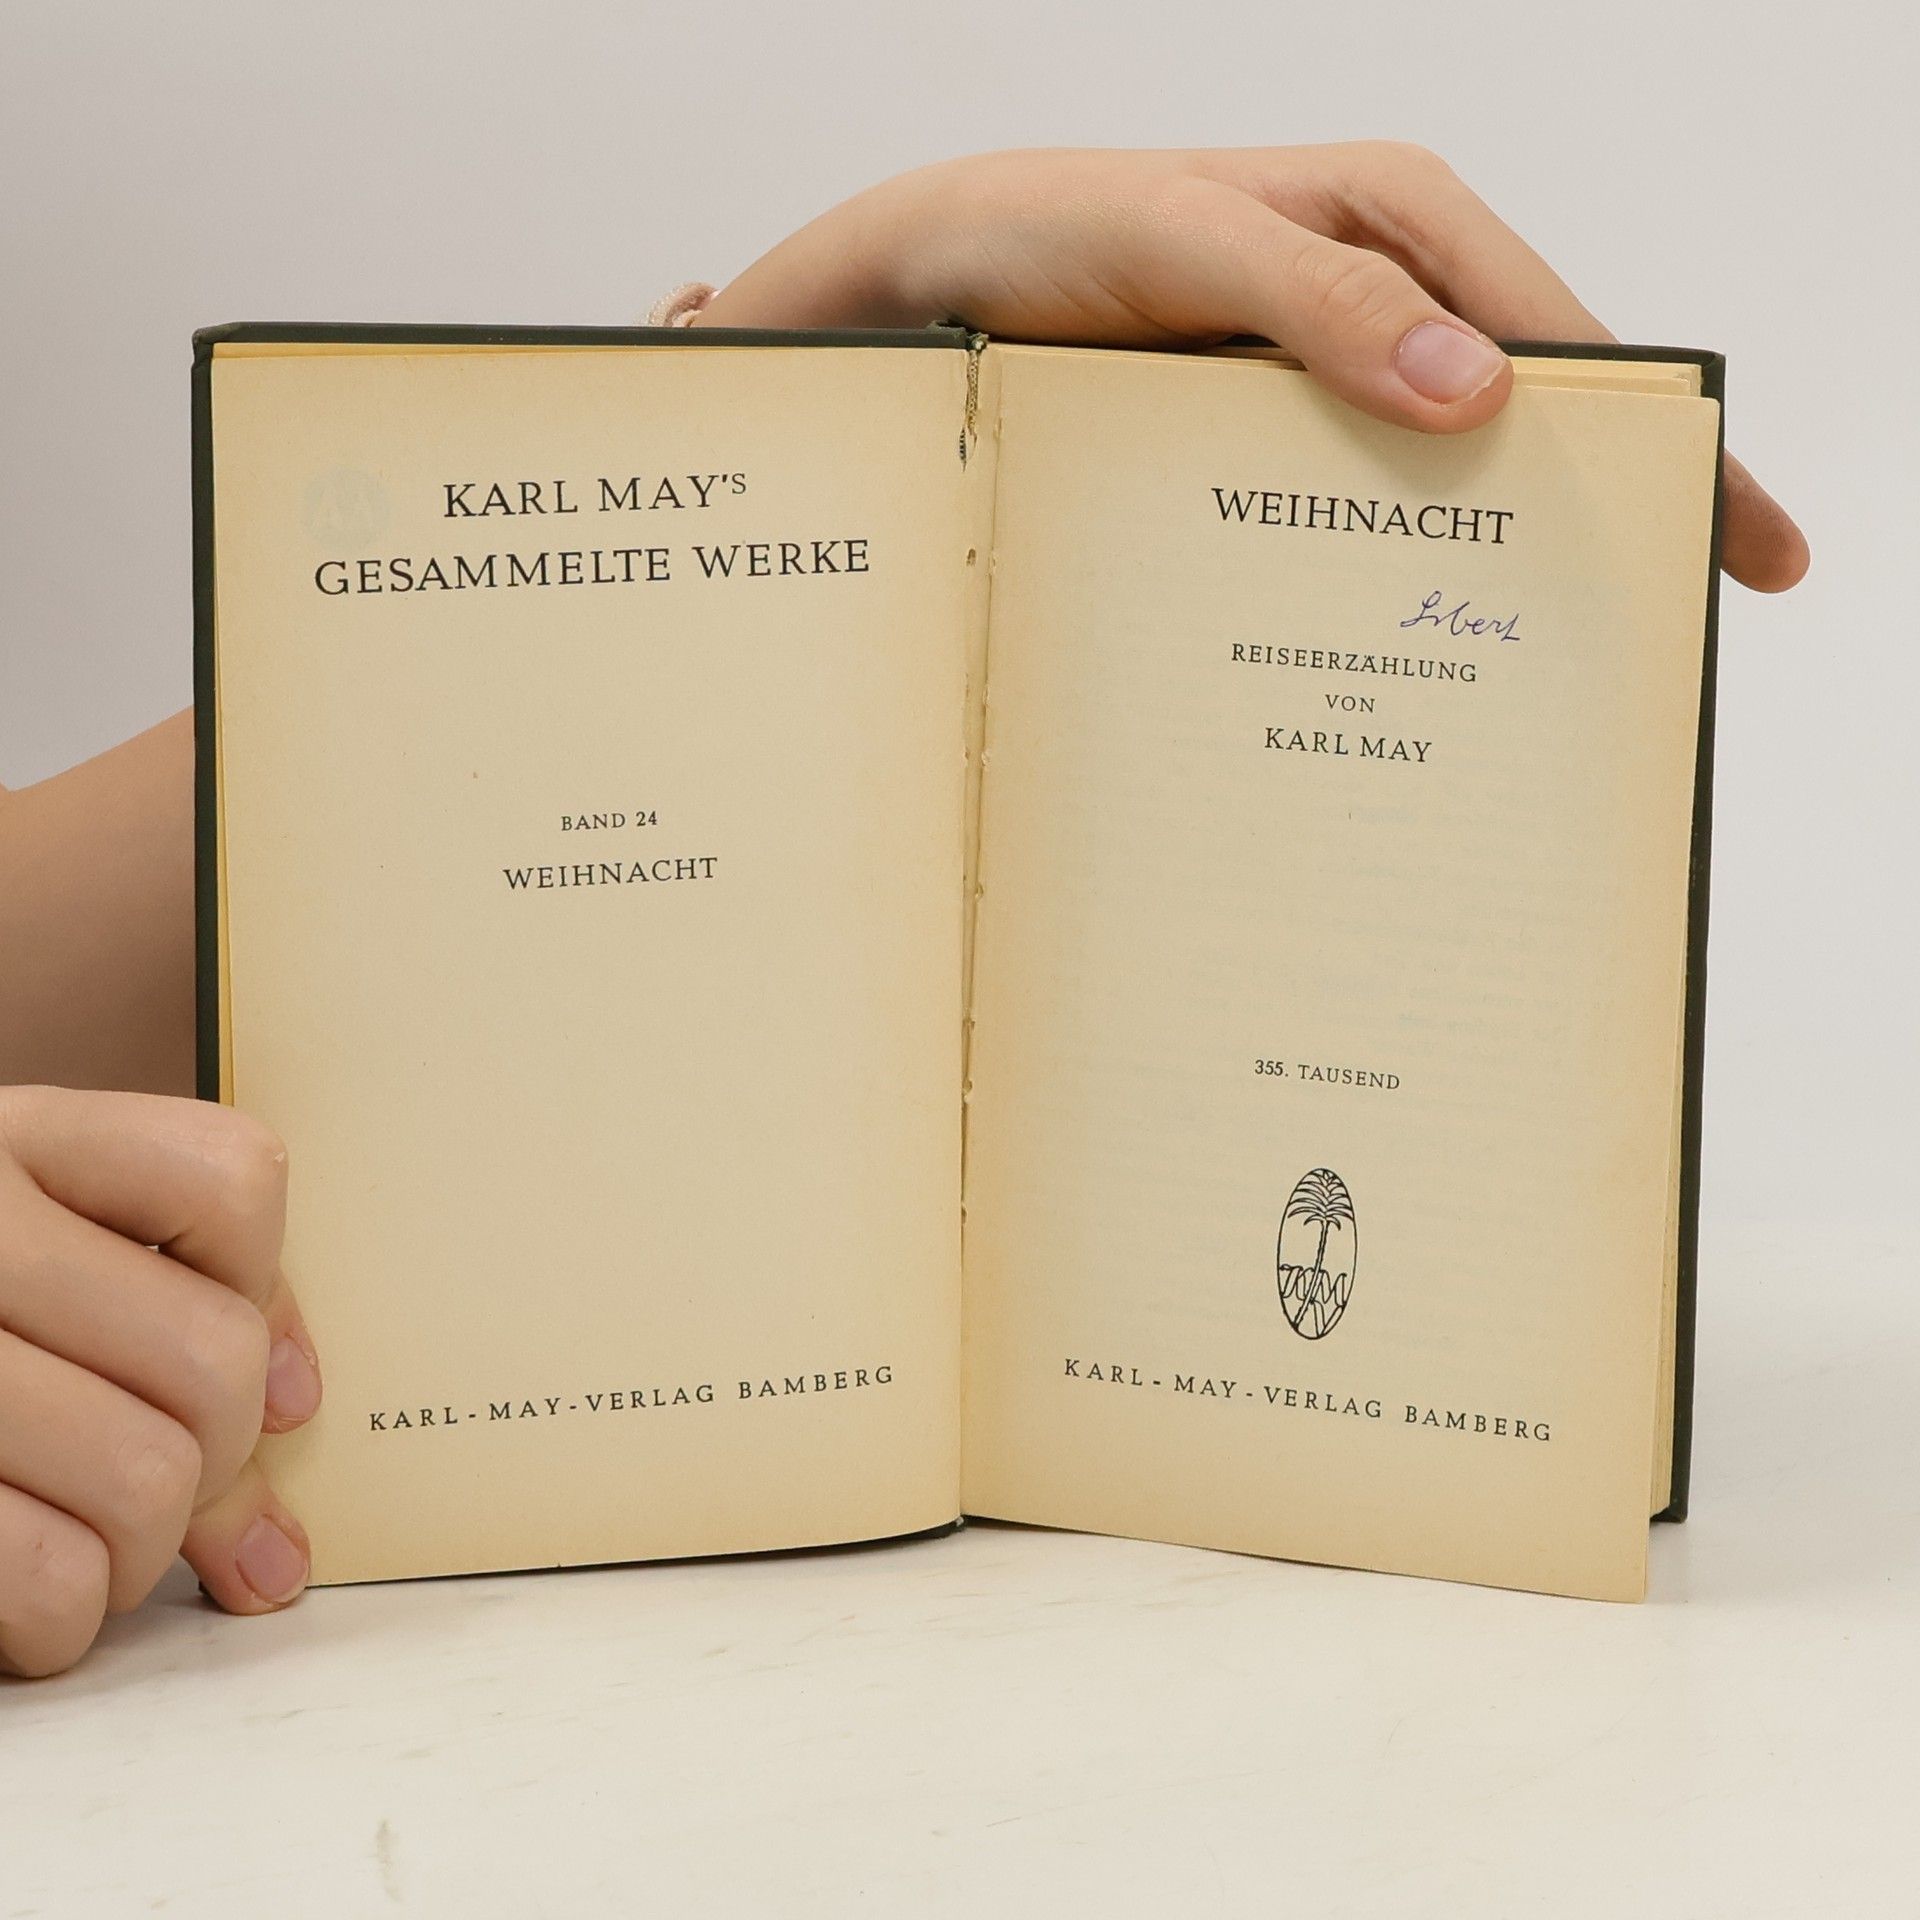 KARL MAY'S
GESAMMELTE WERKE
BAND 24
WEIHNACHT
KARL-MAY-VERLAG BAMBERG
WEIHNACHT
REISEERZÄHLUNG
VON
KARL MAY
355. TAUSEND
KARL-MAY-VERLAG BAMBERG